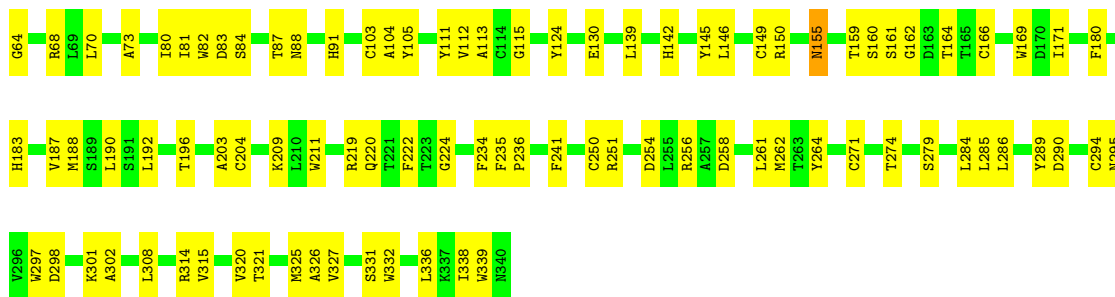 G64 R68 L69 L70 A73 I80 I81 W82 D83 S84 T87 N88 H91 C103 A104 Y105 Y111 V112 A113 C114 G115 Y124 E130 L139 H142 Y145 L146 C149 R150 N155 T159 S160 S161 G162 D163 T164 T165 C166 W169 D170 I171 F180
H183 V187 M188 S189 L190 S191 L192 T196 A203 C204 K209 L210 W211 R219 Q220 T221 F222 T223 G224 F234 F235 P236 F241 C250 R251 D254 L255 R256 A257 D258 L261 M262 T263 Y264 C271 T274 S279 L284 L285 L286 Y289 D290 C294 N295
V296 W297 D298 K301 A302 L308 R314 V315 V320 T321 M325 A326 V327 S331 W332 L336 K337 I338 W339 N340